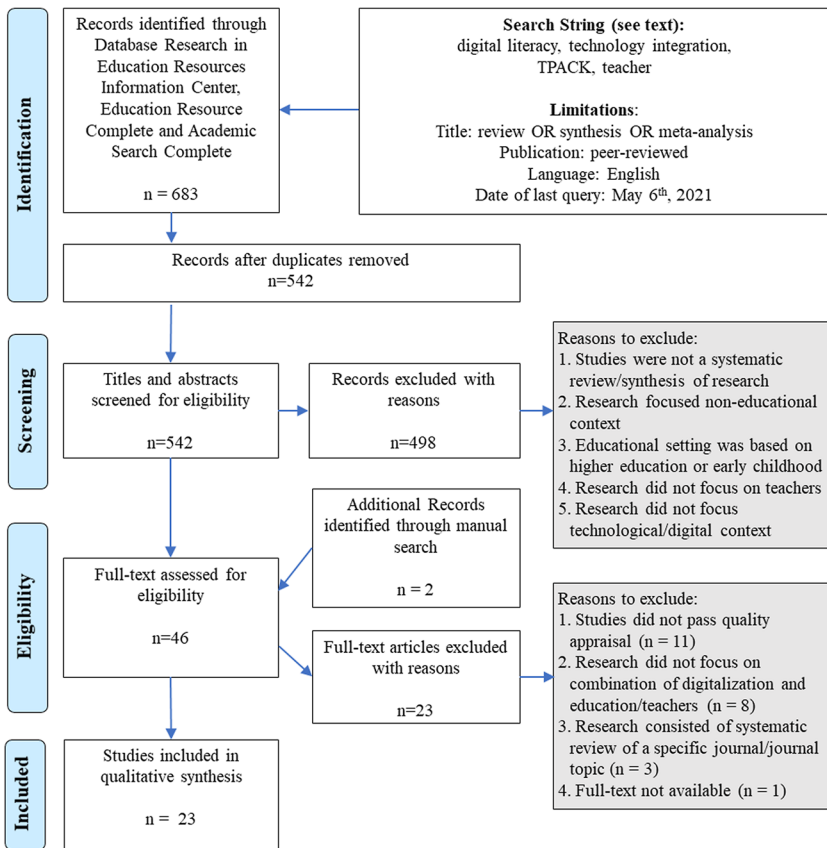 Identification
Records identified through
Database Research in
Education Resources
Information Center,
Education Resource
Complete and Academic
Search Complete
n = 683
Search String (see text):
digital literacy, technology integration,
TPACK, teacher
Limitations:
Title: review OR synthesis OR meta-analysis
Publication: peer-reviewed
Language: English
Date of last query: May 6th, 2021
Records after duplicates removed
n=542
Screening
Titles and abstracts
screened for eligibility
n=542
Records excluded with
reasons
n=498
Reasons to exclude:
1. Studies were not a systematic
review/synthesis of research
2. Research focused non-educational
context
3. Educational setting was based on
higher education or early childhood
4. Research did not focus on teachers
5. Research did not focus
technological/digital context
Eligibility
Additional Records
identified through manual
search
n = 2
Full-text assessed for
eligibility
n=46
Full-text articles excluded
with reasons
n=23
Reasons to exclude:
1. Studies did not pass quality
appraisal (n = 11)
2. Research did not focus on
combination of digitalization and
education/teachers (n = 8)
3. Research consisted of systematic
review of a specific journal/journal
topic (n = 3)
4. Full-text not available (n = 1)
Included
Studies included in
qualitative synthesis
n = 23